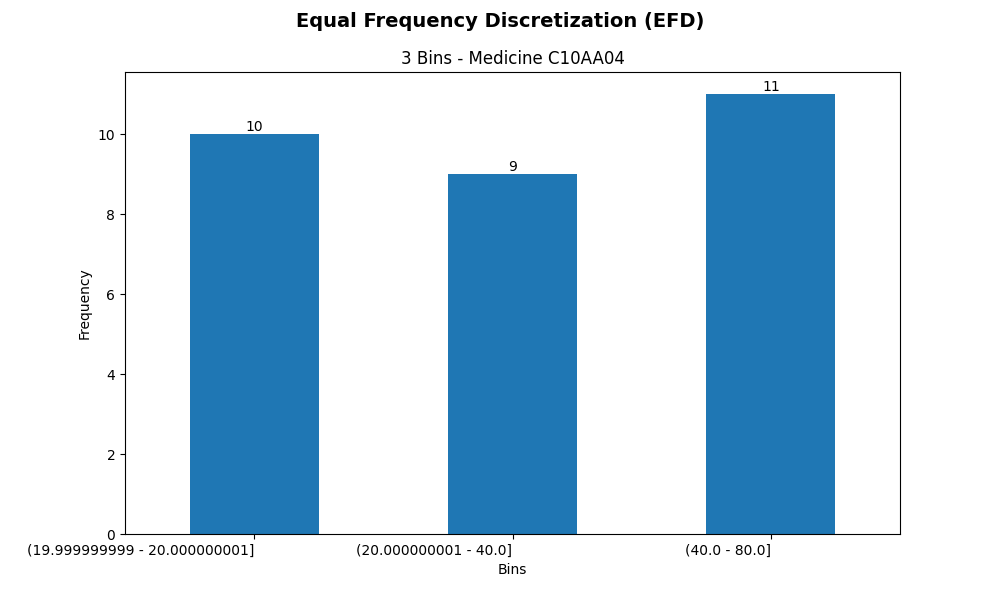 Equal Frequency Discretization (EFD)
3 Bins - Medicine C10AA04
10
9
11
10
8
6
4
2
0
Frequency
(19.999999999 - 20.000000001]
(20.000000001 - 40.0]
(40.0 - 80.0]
Bins